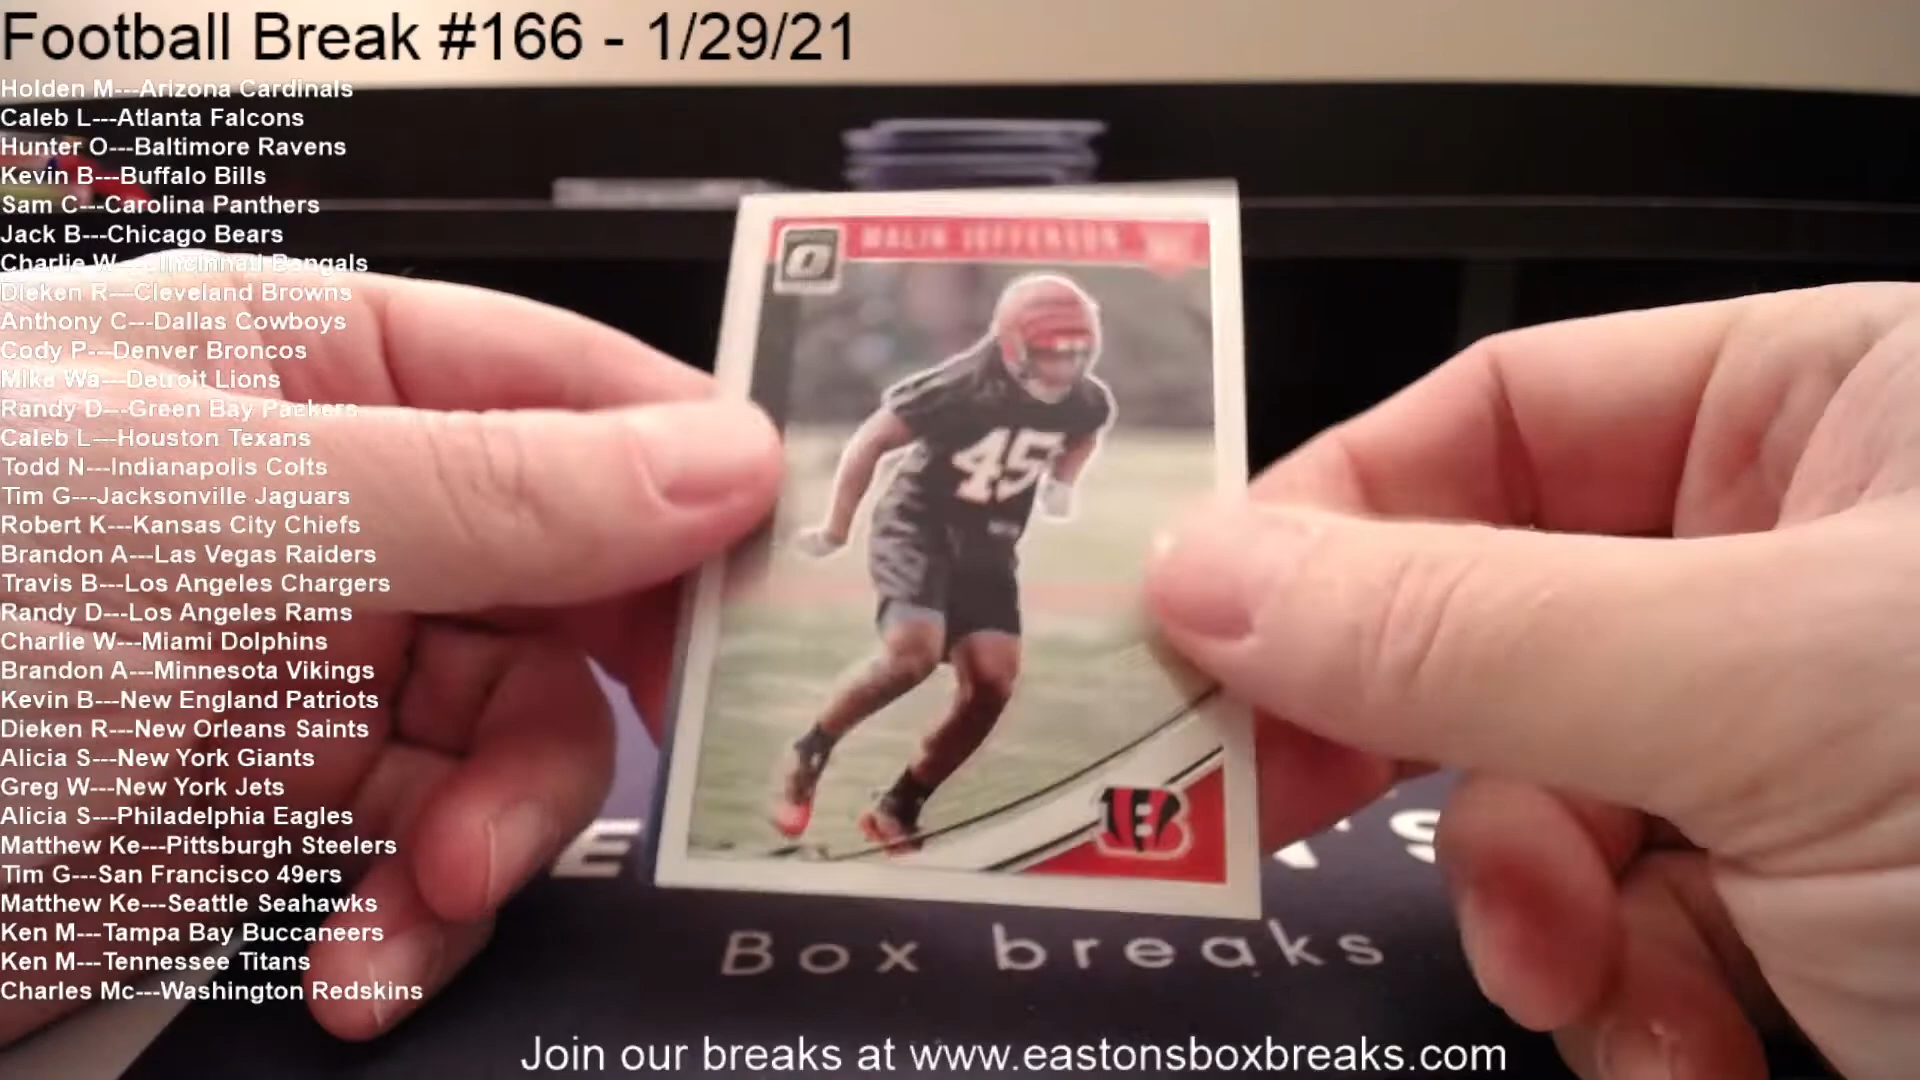 Football Break #166 - 1/29/21
Holden M---Arizona Cardinals
Caleb L---Atlanta Falcons
Hunter O---Baltimore Ravens
Kevin B---Buffalo Bills
Sam C---Carolina Panthers
Jack B---Chicago Bears
Charlie W---Cincinnati Bengals
Dieken R---Cleveland Browns
Anthony C---Dallas Cowboys
Cody P---Denver Broncos
Mike Wa---Detroit Lions
Randy D---Green Bay Packers
Caleb L---Houston Texans
Todd N---Indianapolis Colts
Tim G---Jacksonville Jaguars
Robert K---Kansas City Chiefs
Brandon A---Las Vegas Raiders
Travis B---Los Angeles Chargers
Randy D---Los Angeles Rams
Charlie W---Miami Dolphins
Brandon A---Minnesota Vikings
Kevin B---New England Patriots
Dieken R---New Orleans Saints
Alicia S---New York Giants
Greg W---New York Jets
Alicia S---Philadelphia Eagles
Matthew Ke---Pittsburgh Steelers
Tim G---San Francisco 49ers
Matthew Ke---Seattle Seahawks
Ken M---Tampa Bay Buccaneers
Ken M---Tennessee Titans
Charles Mc---Washington Redskins
MALIK JEFFERSON
45
B
Box breaks
Join our breaks at www.eastonsboxbreaks.com